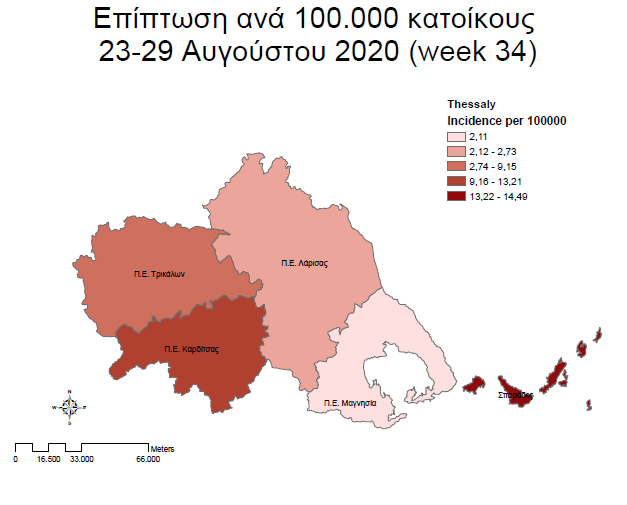 Επίπτωση ανά 100.000 κατοίκους
23-29 Αυγούστου 2020 (week 34)
Thessaly
Incidence per 100000
2,11
2,12 - 2,73
2,74 - 9,15
9,16 - 13,21
13,22 - 14,49
Π.Ε. Λάρισας
Π.Ε. Τρικάλων
Π.Ε. Καρδίτσας
Σποράδες
Π.Ε. Μαγνησία
N
W E
S
Meters
0 16.500 33.000 66.000